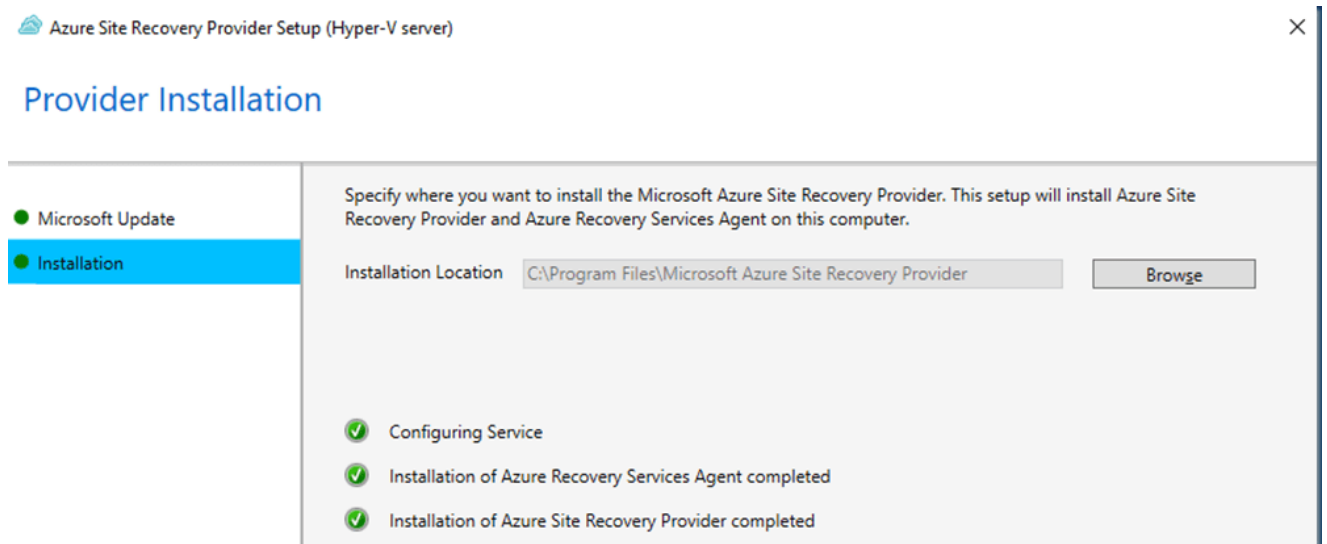 Azure Site Recovery Provider Setup (Hyper-V server)
Provider Installation
Microsoft Update
Installation
Specify where you want to install the Microsoft Azure Site Recovery Provider. This setup will install Azure Site
Recovery Provider and Azure Recovery Services Agent on this computer.
Installation Location
C:\Program Files\Microsoft Azure Site Recovery Provider
Browse
Configuring Service
Installation of Azure Recovery Services Agent completed
Installation of Azure Site Recovery Provider completed